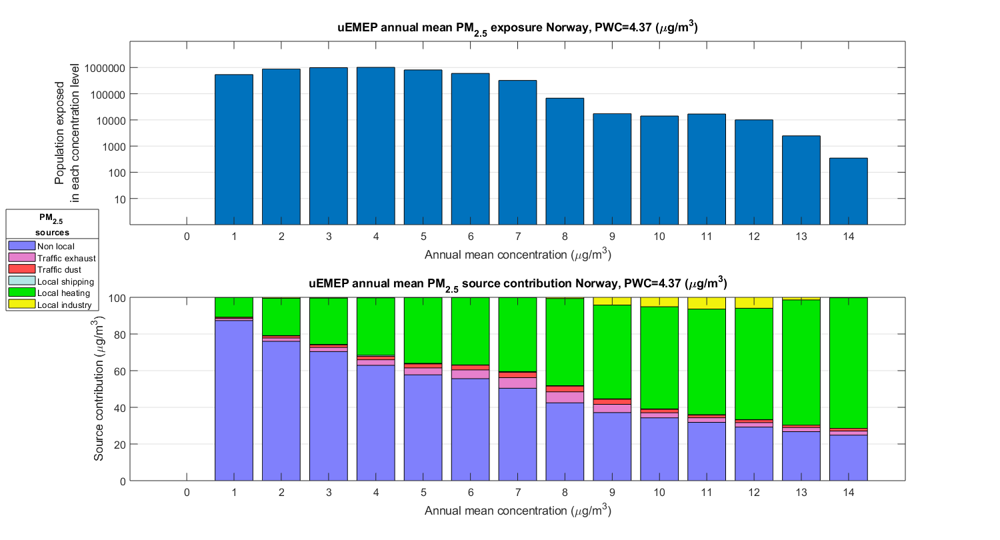 uEMEP annual mean PM2.5 exposure Norway, PWC=4.37 (μg/m3)
Population exposed
in each concentration level
1000000
100000
10000
1000
100
10
0 1 2 3 4 5 6 7 8 9 10 11 12 13 14
Annual mean concentration (μg/m3)
PM2.5
sources
Non local
Traffic exhaust
Traffic dust
Local shipping
Local heating
Local industry
uEMEP annual mean PM2.5 source contribution Norway, PWC=4.37 (μg/m3)
Source contribution (μg/m3)
100
80
60
40
20
0
0 1 2 3 4 5 6 7 8 9 10 11 12 13 14
Annual mean concentration (μg/m3)